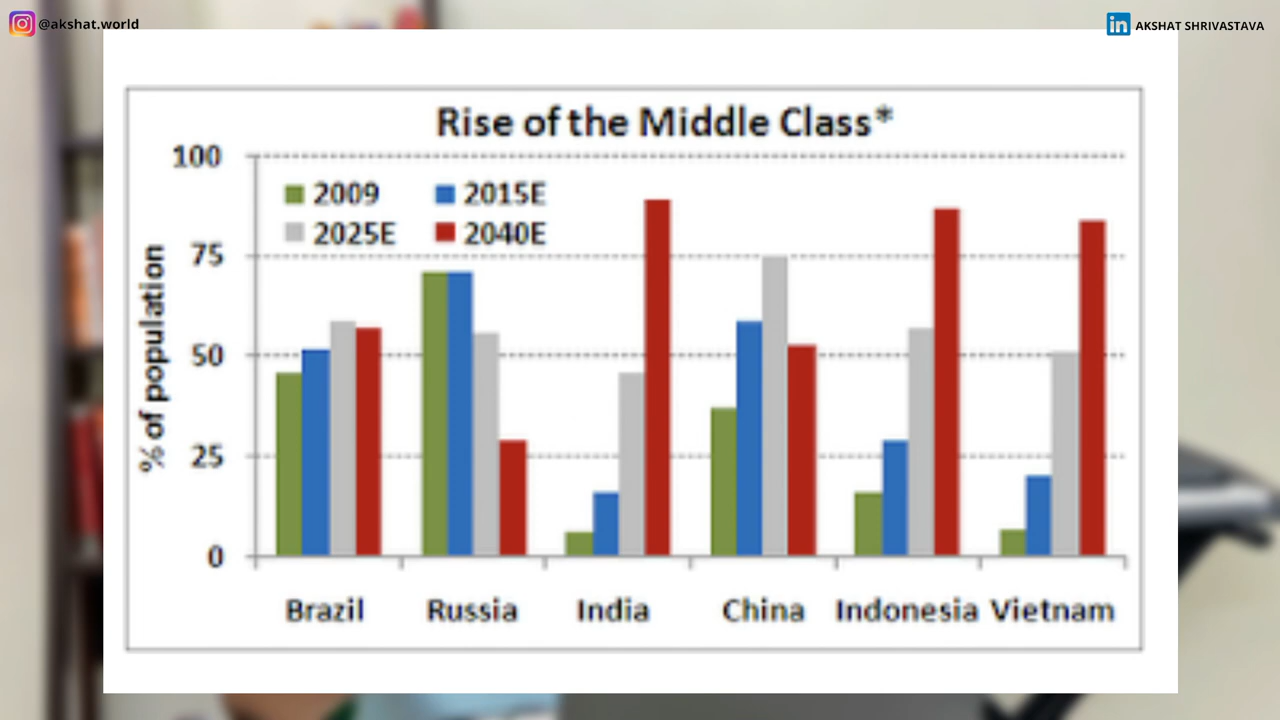 @akshat.world
AKSHAT SHRIVASTAVA
Rise of the Middle Class*
100
2009 2015E
2025E 2040E
75
% of population
50
25
0
Brazil Russia India China Indonesia Vietnam